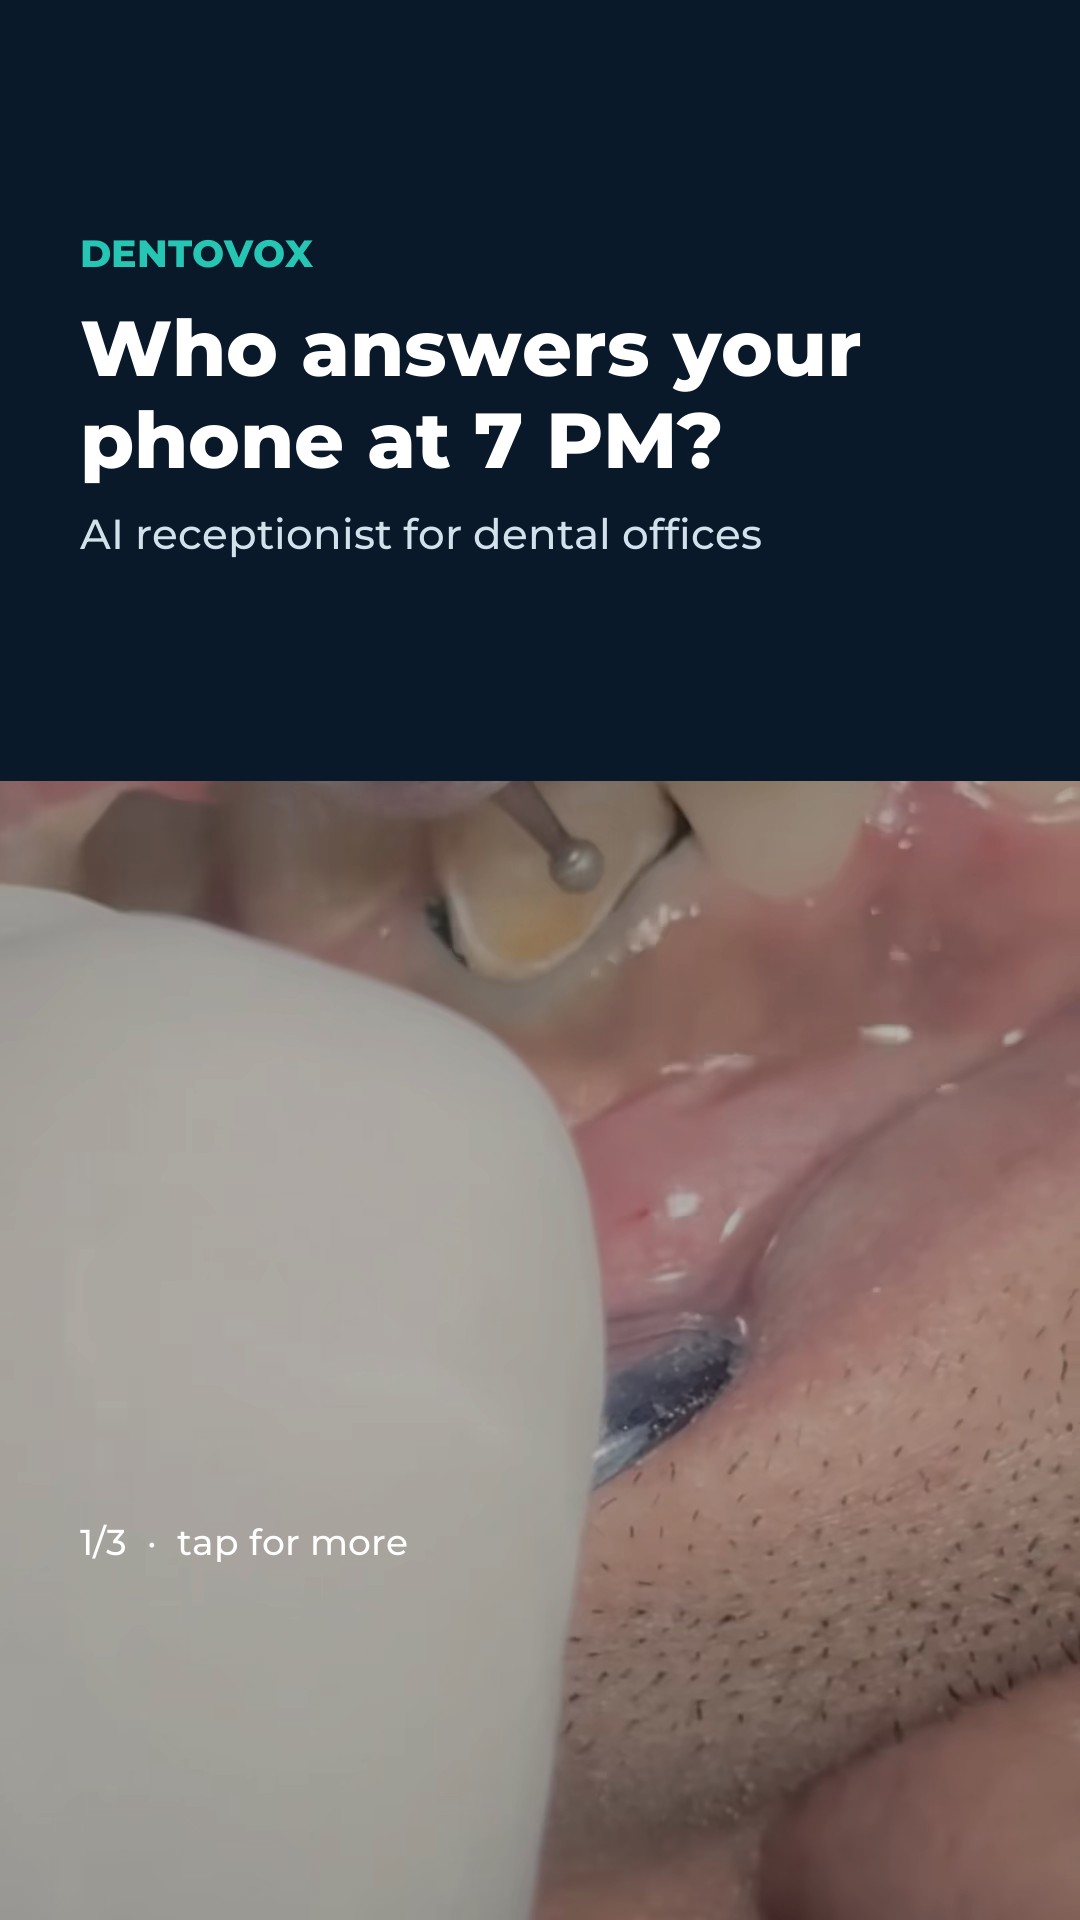 DENTOVOX
Who answers your
phone at 7 PM?
AI receptionist for dental offices
1/3 · tap for more